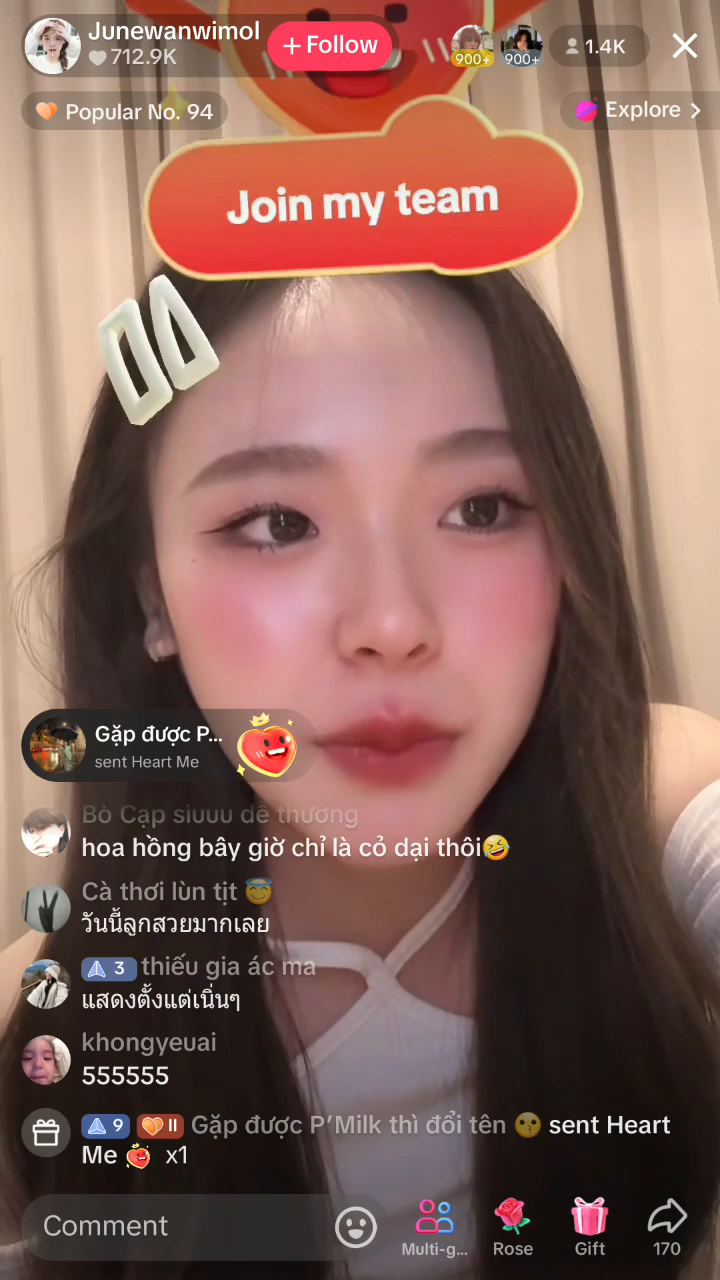 Junewanwimol
712.9K
+ Follow
900+
900+
1.4K
Popular No. 94
Explore >
Join my team
Gặp được P...
sent Heart Me
Bò Cạp siuuu dễ thương
hoa hồng bây giờ chỉ là cỏ dại thôi🤣
Cà thơi lùn tịt 😇
วันนี้ลูกสวยมากเลย
3 thiếu gia ác ma
แสดงตั้งแต่เนิ่นๆ
khongyeuai
555555
9 II Gặp được P’Milk thì đổi tên 😗 sent Heart
Me x1
Comment
Multi-g...
Rose
Gift
170